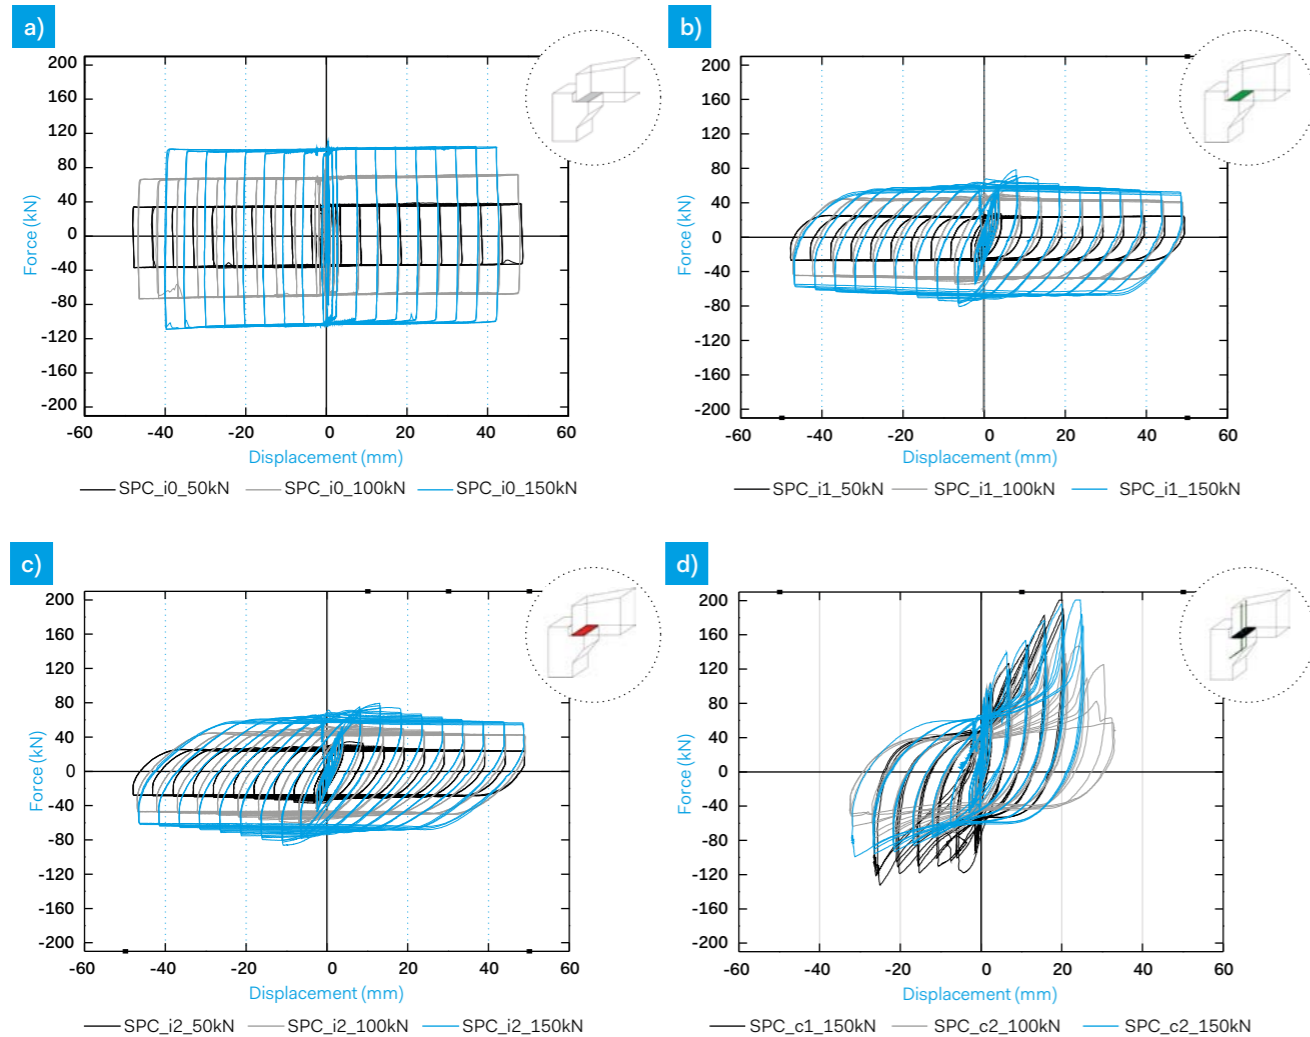 a)
200
160
120
80
40
0
-40
-80
-120
-160
-200
Force (kN)
-60 -40 -20 0 20 40 60
Displacement (mm)
SPC_i0_50kN SPC_i0_100kN SPC_i0_150kN
b)
200
160
120
80
40
0
-40
-80
-120
-160
-200
Force (kN)
-60 -40 -20 0 20 40 60
Displacement (mm)
SPC_i1_50kN SPC_i1_100kN SPC_i1_150kN
c)
200
160
120
80
40
0
-40
-80
-120
-160
-200
Force (kN)
-60 -40 -20 0 20 40 60
Displacement (mm)
SPC_i2_50kN SPC_i2_100kN SPC_i2_150kN
d)
200
160
120
80
40
0
-40
-80
-120
-160
-200
Force (kN)
-60 -40 -20 0 20 40 60
Displacement (mm)
SPC_c1_150kN SPC_c2_100kN SPC_c2_150kN